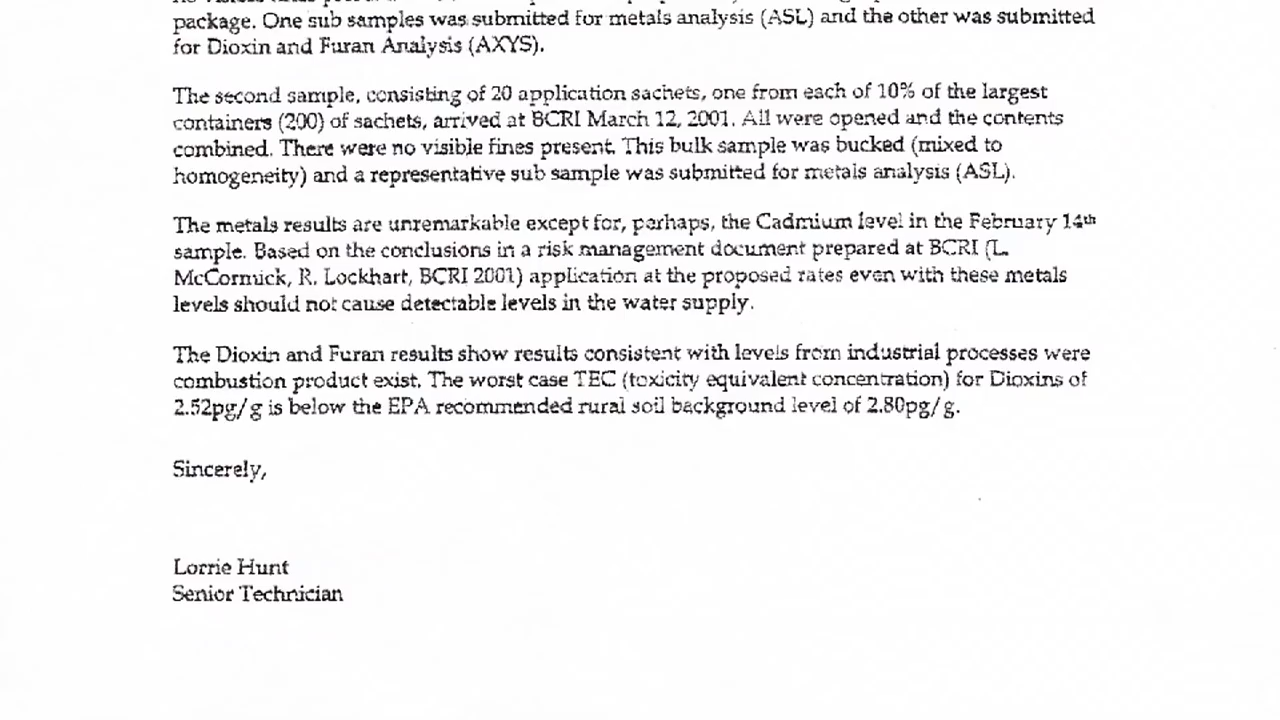 package. One sub samples was submitted for metals analysis (ASL) and the other was submitted
for Dioxin and Furan Analysis (AXYS).
The second sample, consisting of 20 application sachets, one from each of 10% of the largest
containers (200) of sachets, arrived at BCRI March 12, 2001. All were opened and the contents
combined. There were no visible fines present. This bulk sample was bucked (mixed to
homogeneity) and a representative sub sample was submitted for metals analysis (ASL).
The metals results are unremarkable except for, perhaps, the Cadmium level in the February 14th
sample. Based on the conclusions in a risk management document prepared at BCRI (L.
McCormick, R. Lockhart, BCRI 2001) application at the proposed rates even with these metals
levels should not cause detectable levels in the water supply.
The Dioxin and Furan results show results consistent with levels from industrial processes were
combustion product exist. The worst case TEC (toxicity equivalent concentration) for Dioxins of
2.52pg/g is below the EPA recommended rural soil background level of 2.80pg/g.
Sincerely,
Lorrie Hunt
Senior Technician